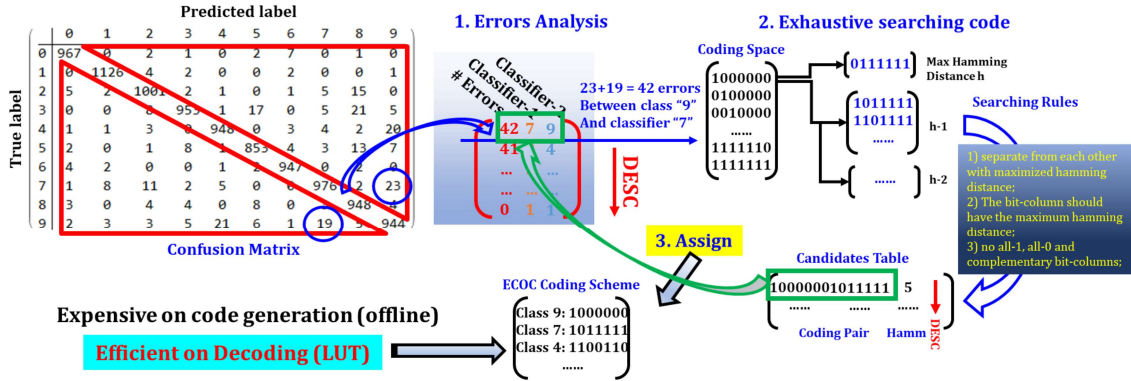 Predicted label
0 1 2 3 4 5 6 7 8 9
0 967 0 2 1 0 2 7 0 1 0
1 0 1126 4 2 0 0 2 0 0 1
2 5 2 1001 2 1 0 1 5 15 0
3 0 0 8 953 1 17 0 5 21 5
4 1 1 3 0 948 0 3 4 2 20
5 2 0 1 8 1 853 4 3 13 7
6 4 2 0 0 1 2 947 0 2 0
7 1 8 11 2 5 0 0 976 2 23
8 3 0 4 4 0 8 0 948 4
9 2 3 3 5 21 6 1 19 5 944
True label
Confusion Matrix
1. Errors Analysis
# Errors
Classifier-1
Classifier-2
42 7 9
41 4
... ...
... ... ...
0 1 1
DESC
23+19 = 42 errors
Between class “9”
And classifier “7”
2. Exhaustive searching code
Coding Space
1000000
0100000
0010000
......
1111110
1111111
0111111
Max Hamming
Distance h
1011111
1101111
......
h-1
......
h-2
Searching Rules
1) separate from each other
with maximized hamming
distance;
2) The bit-column should
have the maximum hamming
distance;
3) no all-1, all-0 and
complementary bit-columns;
3. Assign
Candidates Table
10000001011111 5
...... ......
Coding Pair Hamm
DESC
ECOC Coding Scheme
Class 9: 1000000
Class 7: 1011111
Class 4: 1100110
......
Expensive on code generation (offline)
Efficient on Decoding (LUT)